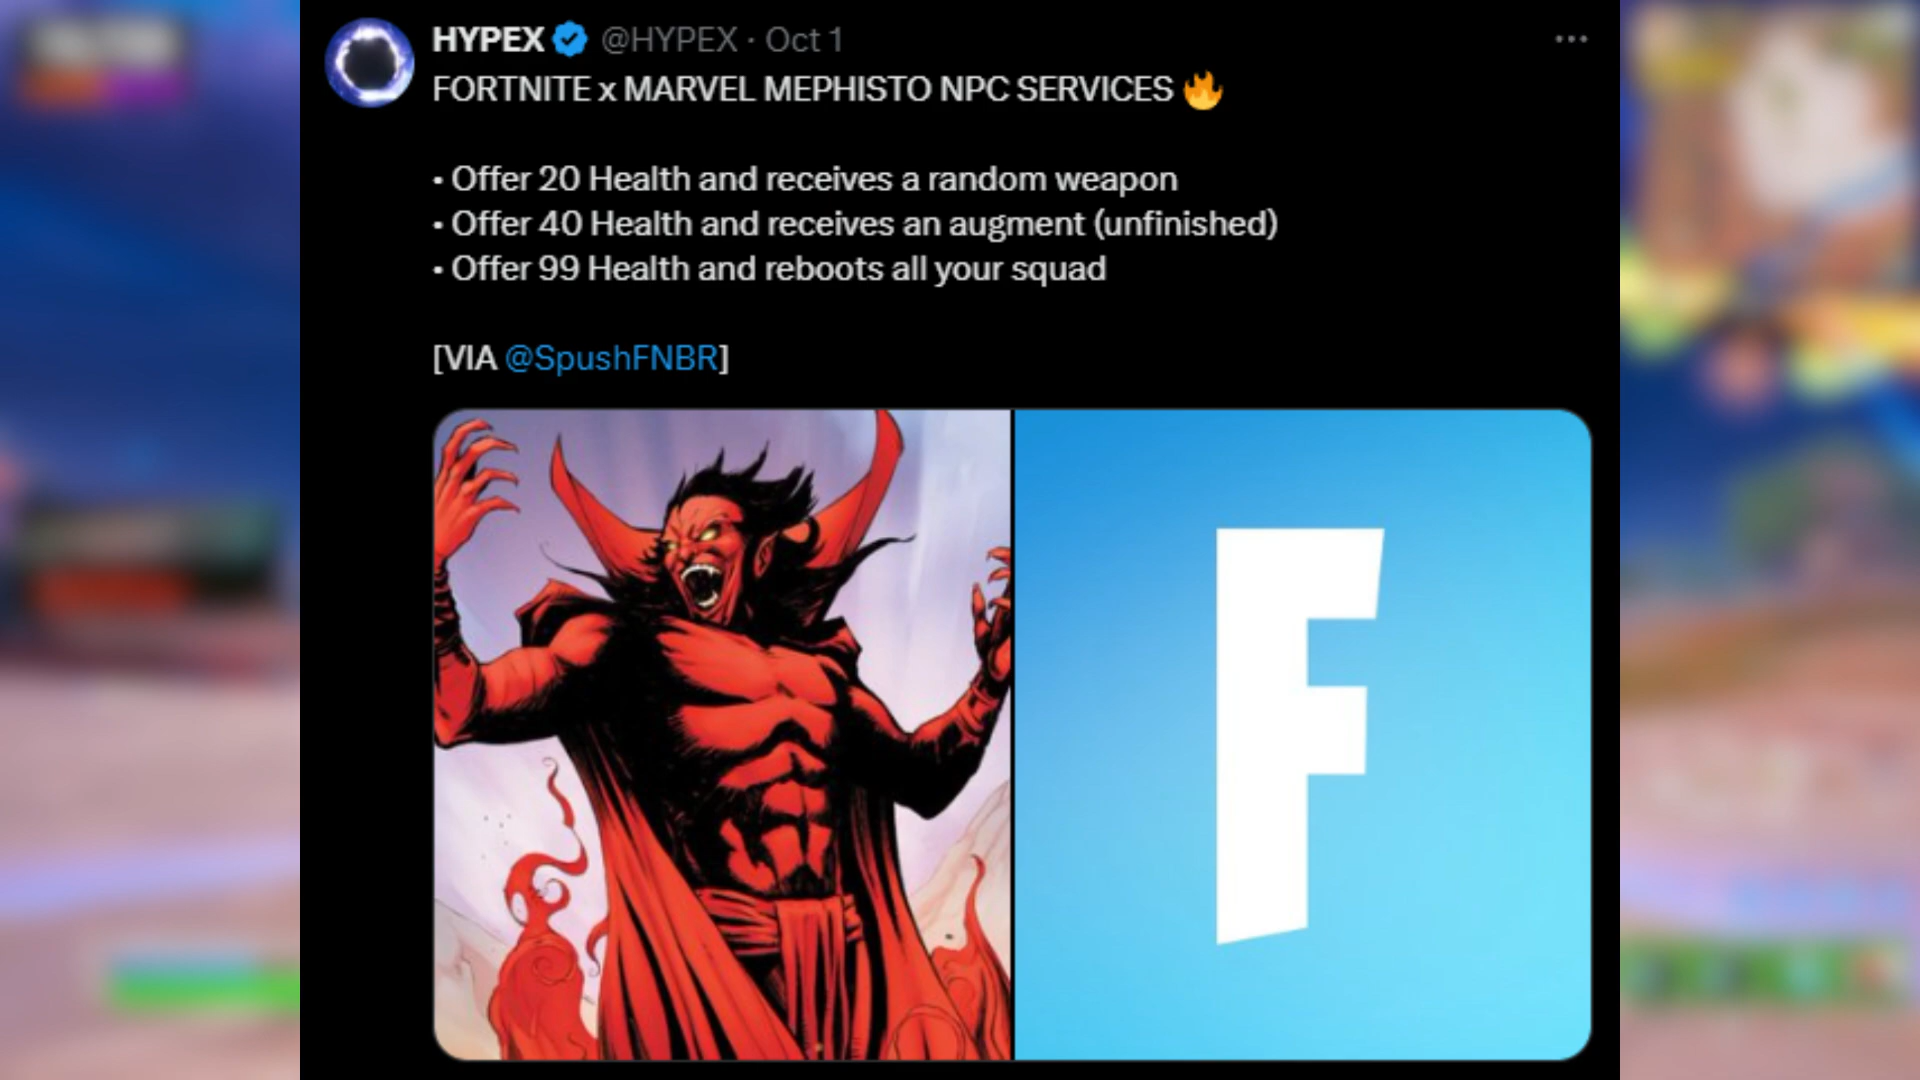 HYPEX @HYPEX · Oct 1
FORTNITE x MARVEL MEPHISTO NPC SERVICES 🔥
• Offer 20 Health and receives a random weapon
• Offer 40 Health and receives an augment (unfinished)
• Offer 99 Health and reboots all your squad
[VIA @SpushFNBR]
F